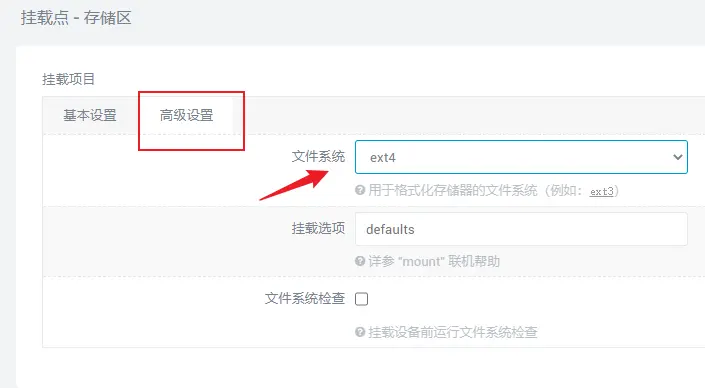 挂载点 - 存储区
挂载项目
基本设置 高级设置
文件系统 ext4
用于格式化存储器的文件系统（例如：ext3）
挂载选项 defaults
详参 "mount" 联机帮助
文件系统检查
挂载设备前运行文件系统检查